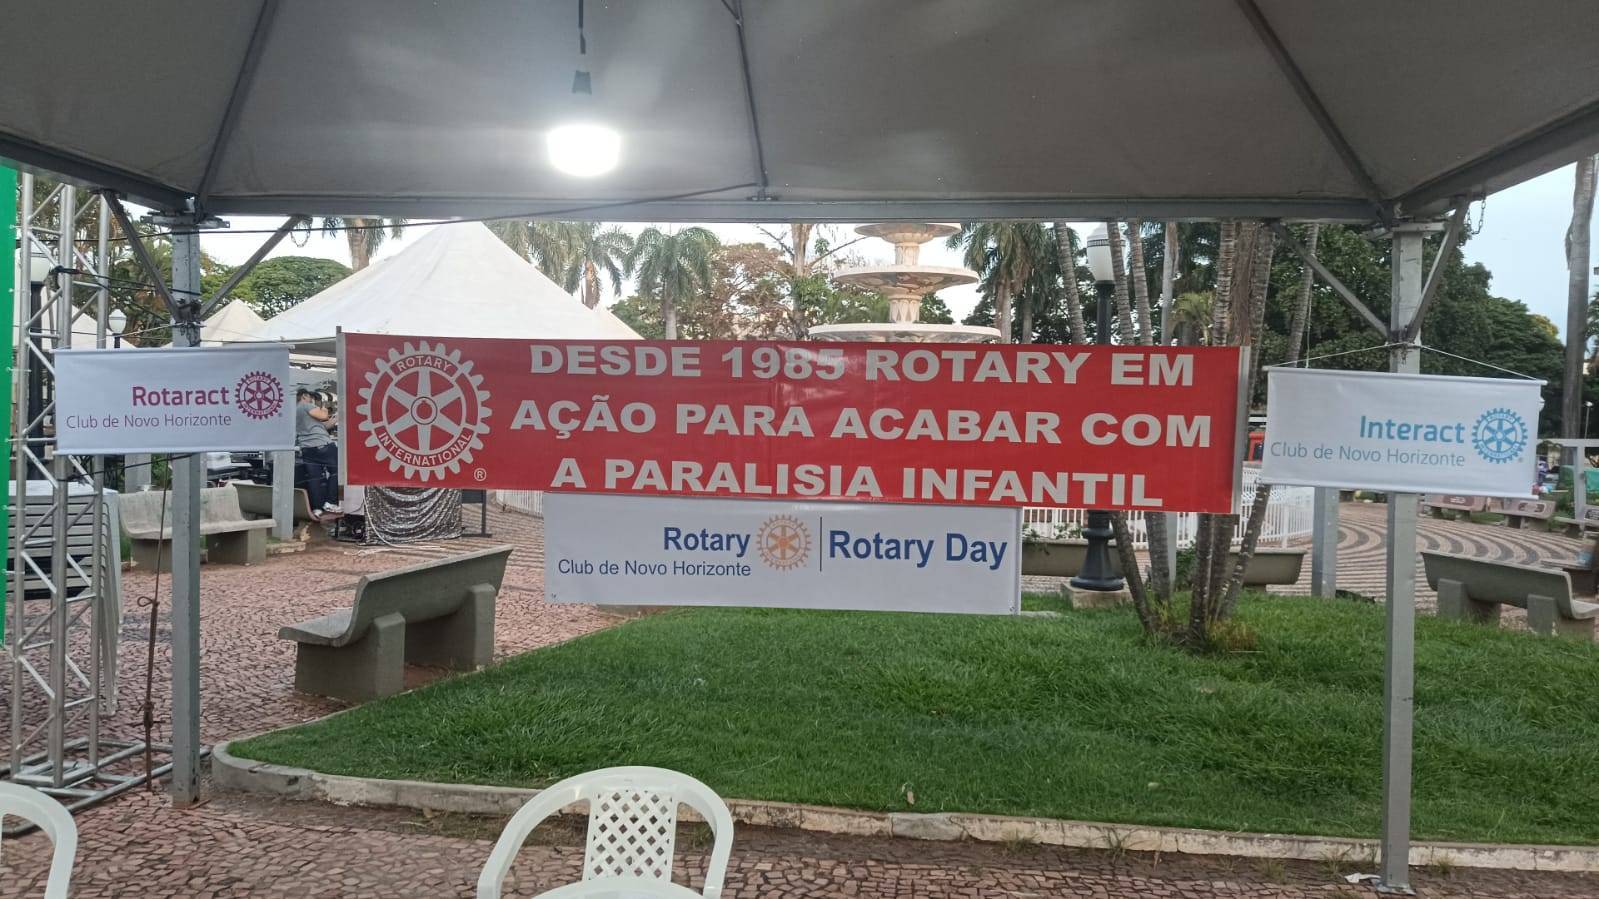 Rotaract
Club de Novo Horizonte
ROTARY
INTERNATIONAL
®
DESDE 1985 ROTARY EM
AÇÃO PARA ACABAR COM
A PARALISIA INFANTIL
Rotary
Club de Novo Horizonte
Rotary Day
Interact
Club de Novo Horizonte